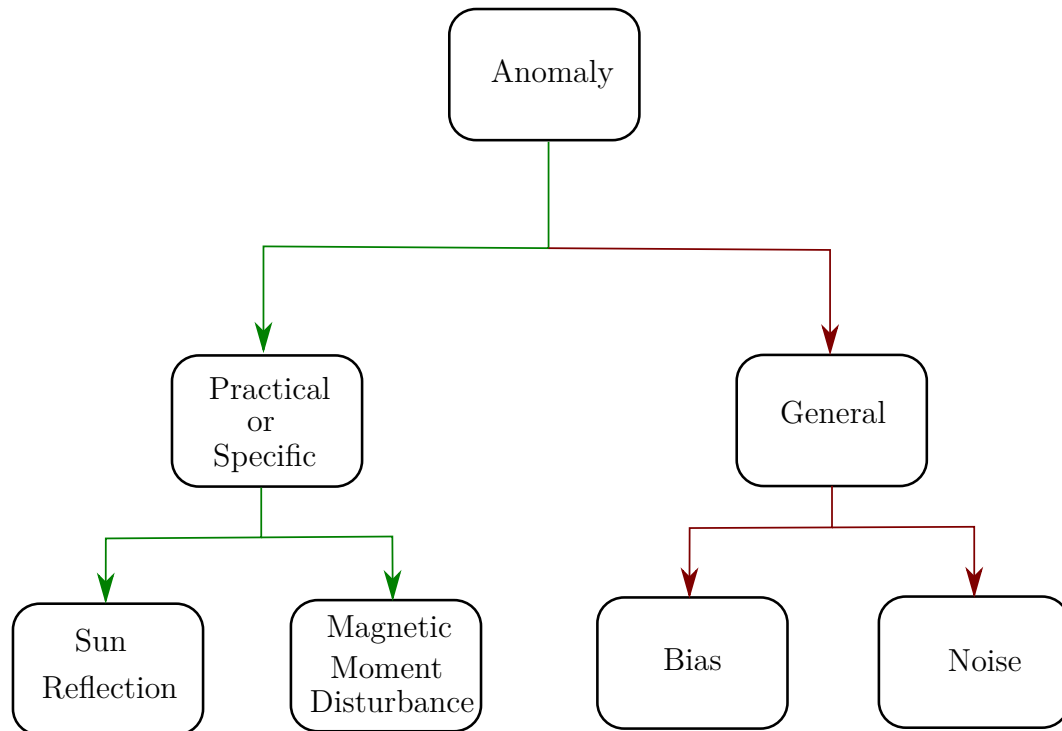 Anomaly
Practical
or
Specific
General
Sun
Reflection
Magnetic
Moment
Disturbance
Bias
Noise